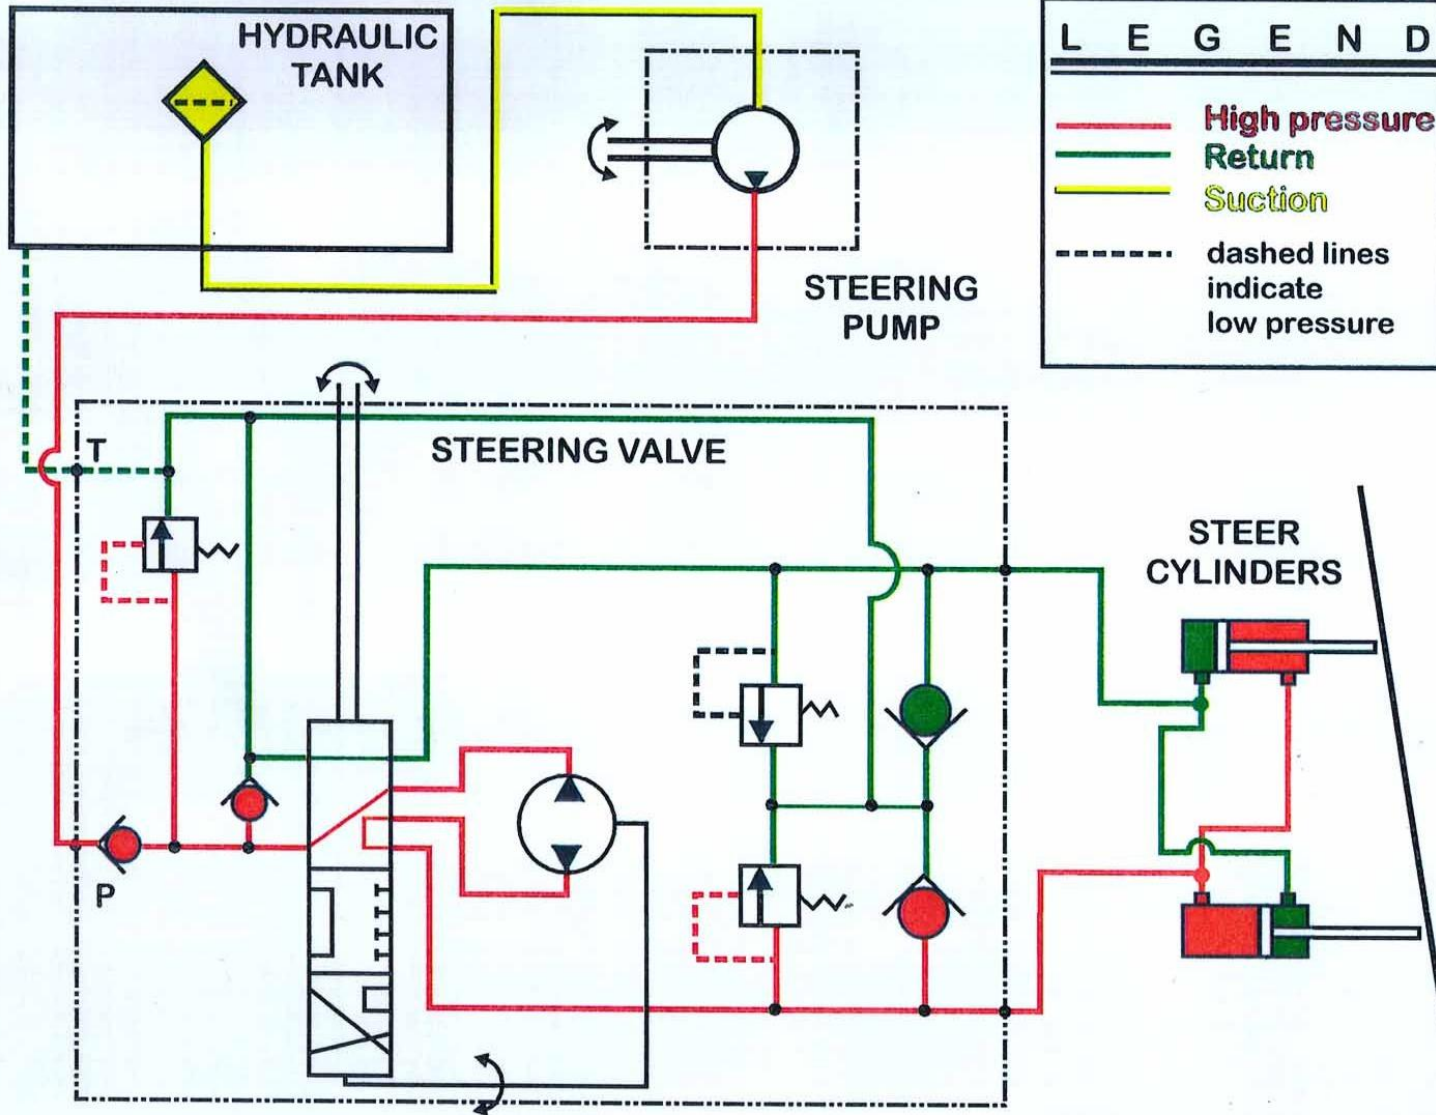 HYDRAULIC
TANK
L E G E N D
High pressure
Return
Suction
dashed lines
indicate
low pressure
STEERING
PUMP
T
STEERING VALVE
STEER
CYLINDERS
P